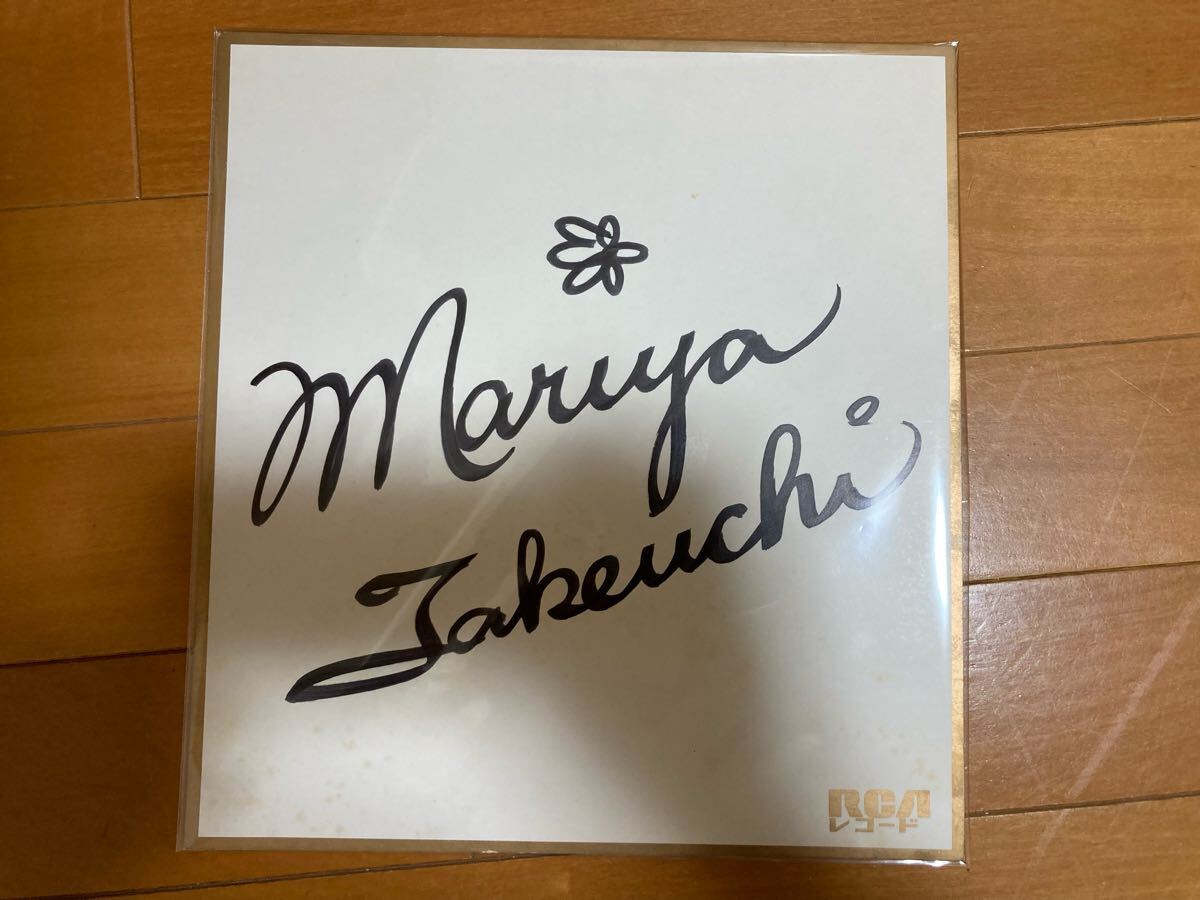 Mariya
Takeuchi
RCA
レコード